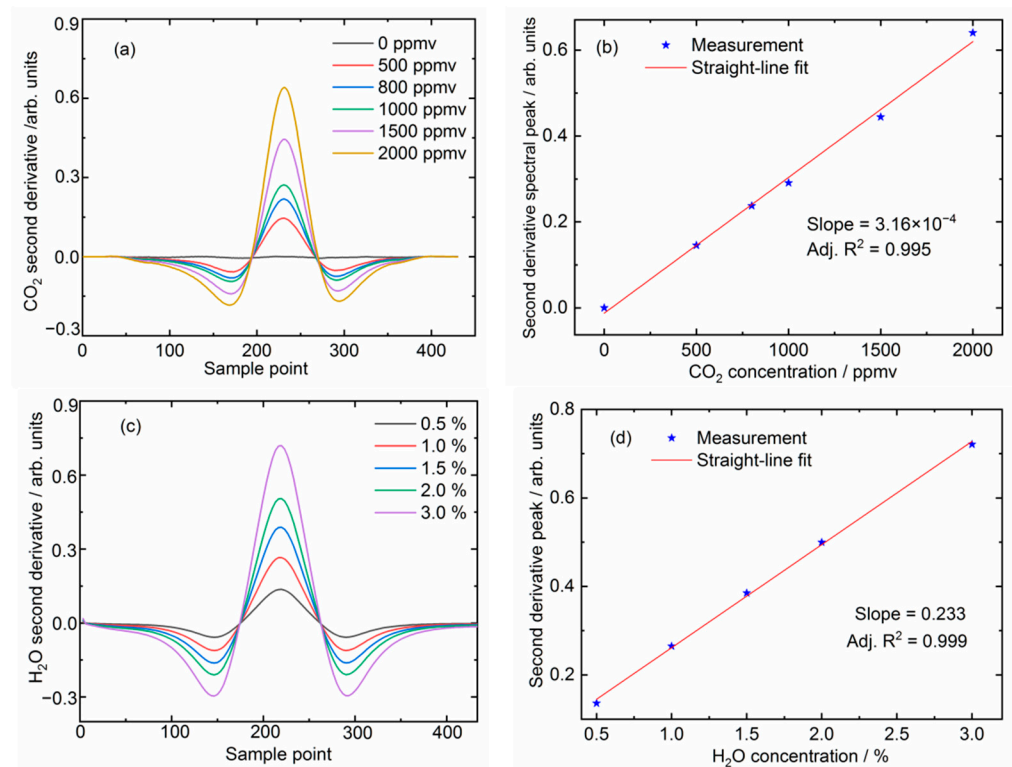 (a)
0 ppmv
500 ppmv
800 ppmv
1000 ppmv
1500 ppmv
2000 ppmv
CO₂ second derivative /arb. units
0.9
0.6
0.3
0.0
−0.3
0
100
200
300
400
Sample point
(b)
Measurement
Straight-line fit
Slope = 3.16×10⁻⁴
Adj. R² = 0.995
Second derivative spectral peak / arb. units
0.6
0.4
0.2
0.0
0
500
1000
1500
2000
CO₂ concentration / ppmv
(c)
0.5 %
1.0 %
1.5 %
2.0 %
3.0 %
H₂O second derivative / arb. units
0.9
0.6
0.3
0.0
−0.3
0
100
200
300
400
Sample point
(d)
Measurement
Straight-line fit
Slope = 0.233
Adj. R² = 0.999
Second derivative peak / arb. units
0.8
0.6
0.4
0.2
0.5
1.0
1.5
2.0
3.0
H₂O concentration / %